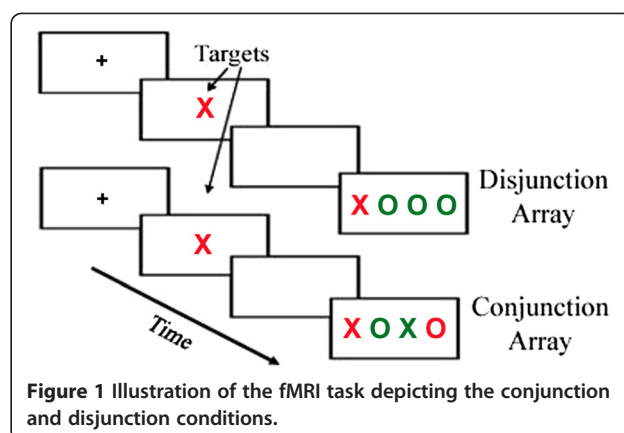 +
Targets
X
X O O O
Disjunction
Array
+
X
X O X O
Conjunction
Array
Time
Figure 1 Illustration of the fMRI task depicting the conjunction
and disjunction conditions.